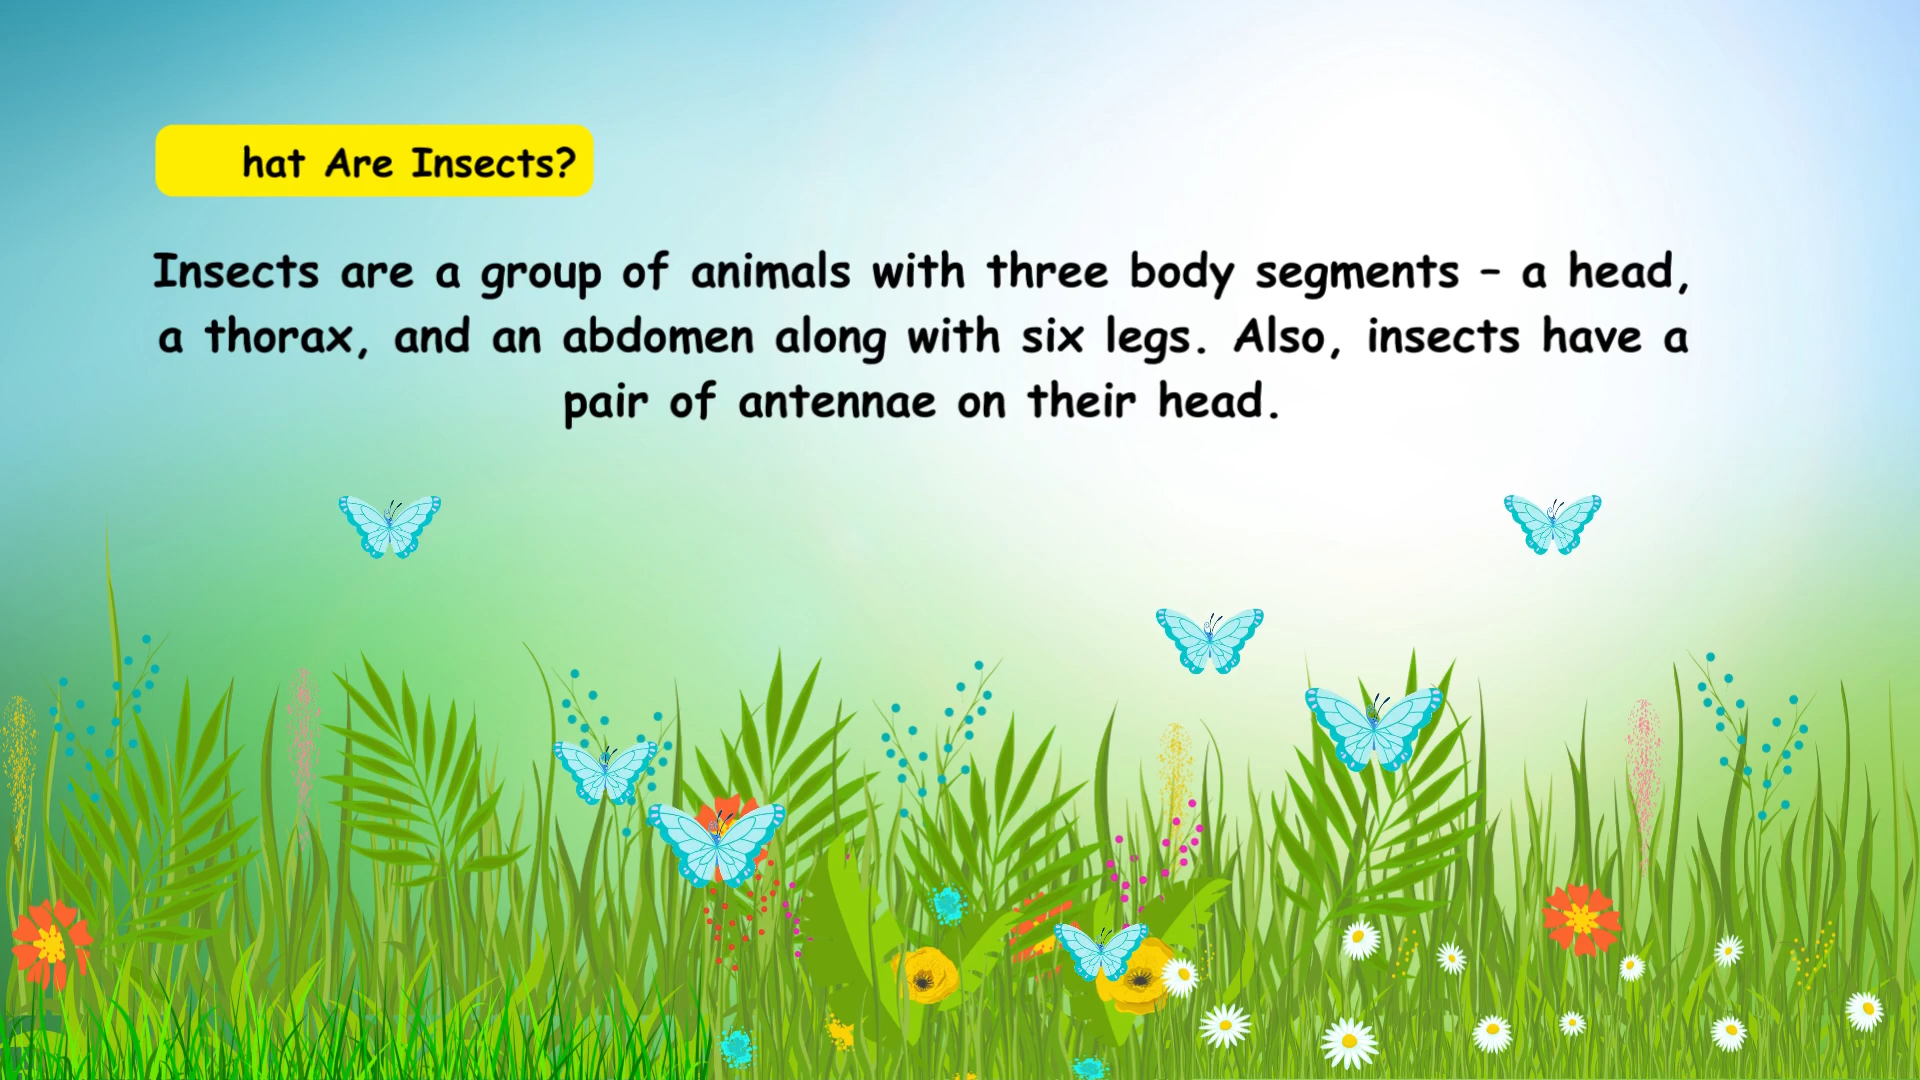 hat Are Insects?
Insects are a group of animals with three body segments – a head,
a thorax, and an abdomen along with six legs. Also, insects have a
pair of antennae on their head.